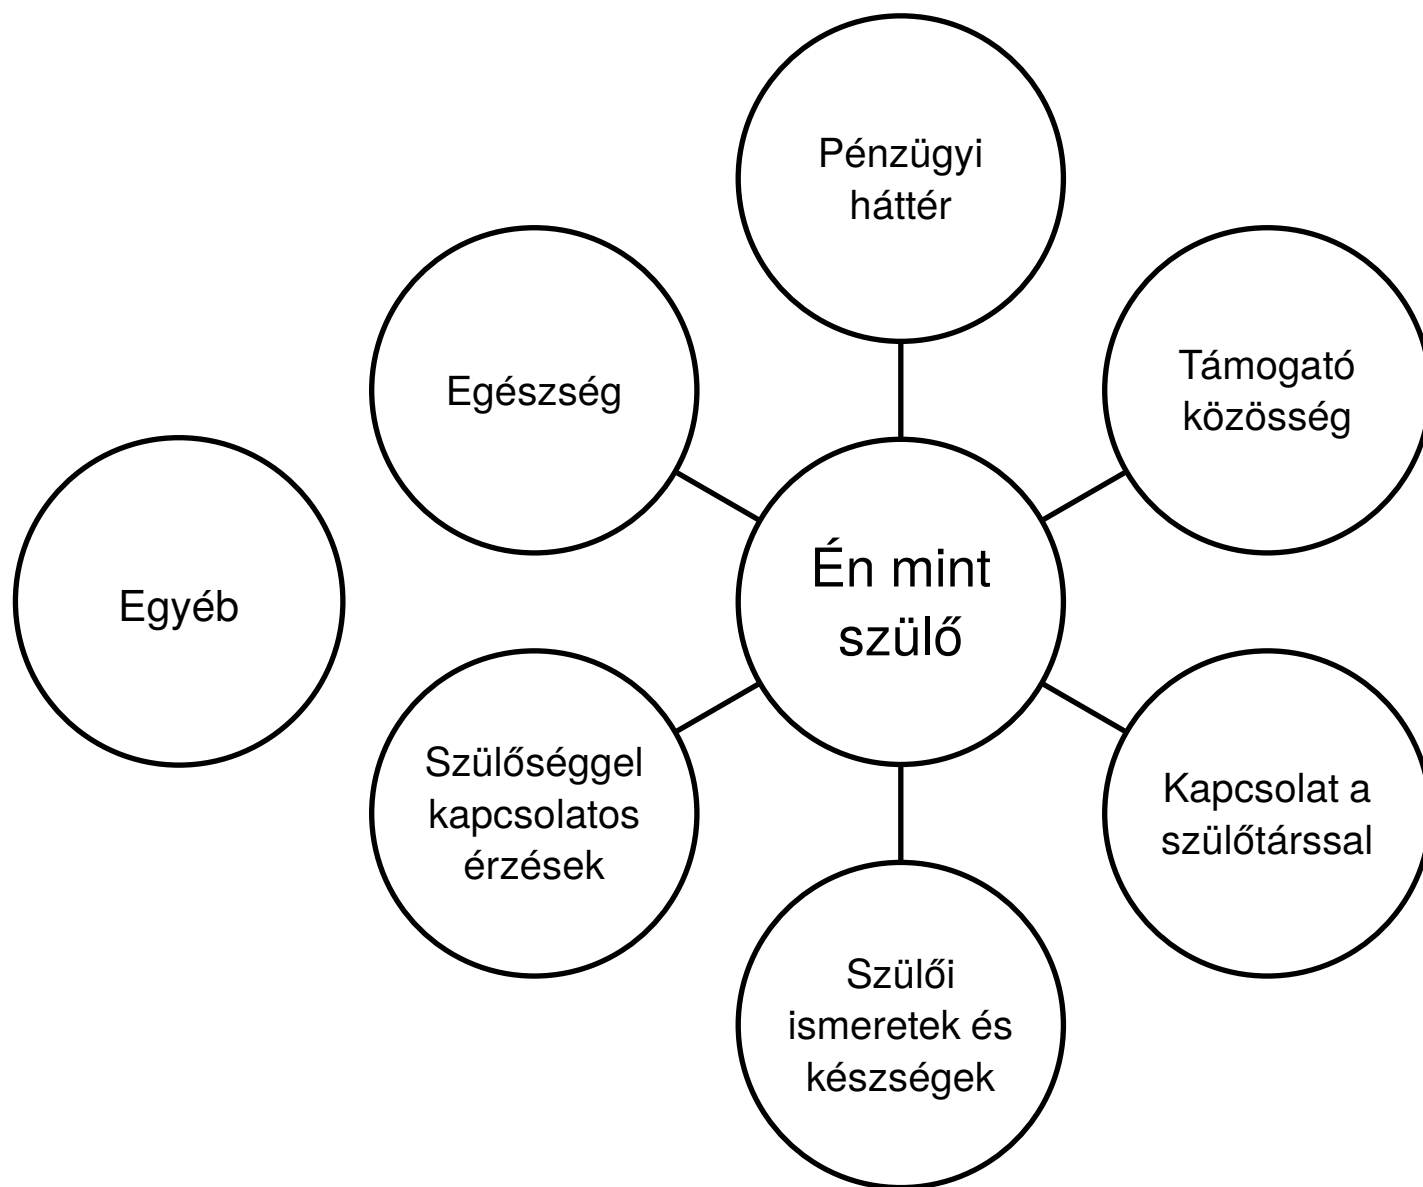 Pénzügyi
háttér
Támogató
közösség
Egészség
Én mint
szülő
Egyéb
Szülőséggel
kapcsolatos
érzések
Kapcsolat a
szülőtárssal
Szülői
ismeretek és
készségek